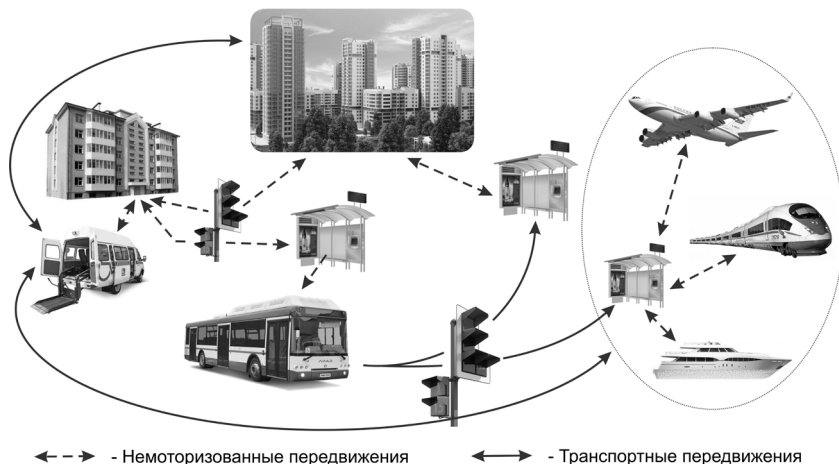 - Немоторизованные передвижения
- Транспортные передвижения